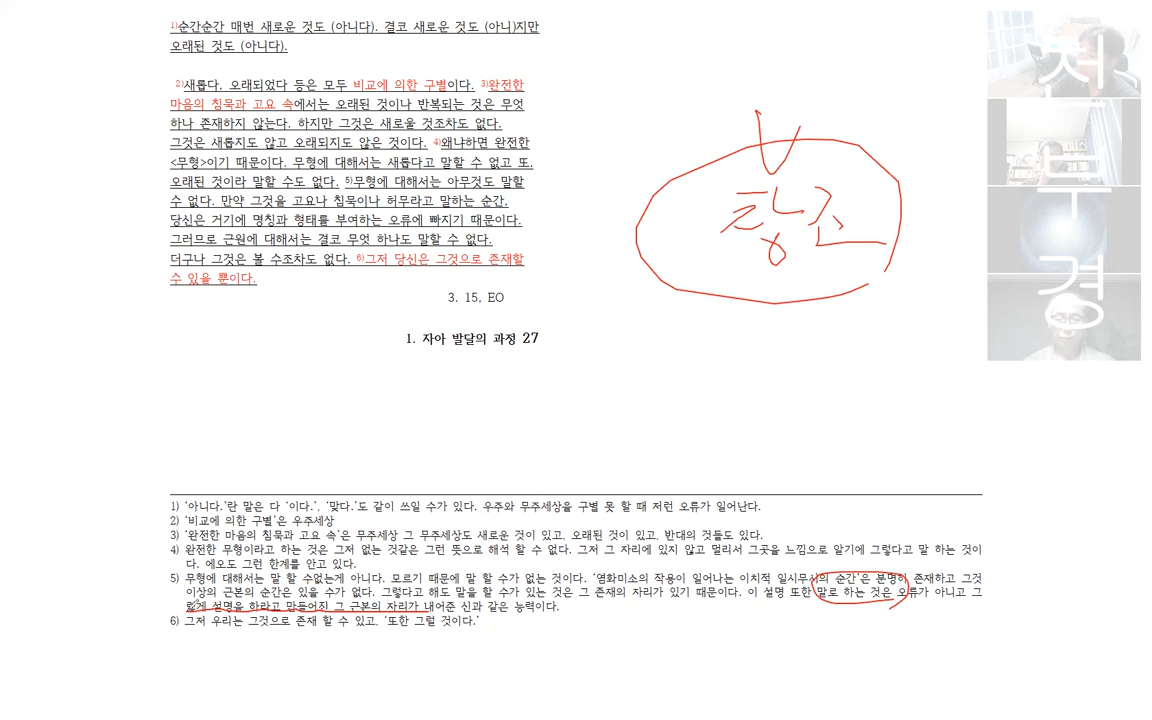 1)순간순간 매번 새로운 것도 (아니다). 결코 새로운 것도 (아니)지만
오래된 것도 (아니다).
2)새롭다. 오래되었다 등은 모두 비교에 의한 구별이다. 3)완전한
마음의 침묵과 고요 속에서는 오래된 것이나 반복되는 것은 무엇
하나 존재하지 않는다. 하지만 그것은 새로울 것조차도 없다.
그것은 새롭지도 않고 오래되지도 않은 것이다. 4)왜냐하면 완전한
<무형>이기 때문이다. 무형에 대해서는 새롭다고 말할 수 없고 또.
오래된 것이라 말할 수도 없다. 5)무형에 대해서는 아무것도 말할
수 없다. 만약 그것을 고요나 침묵이나 허무라고 말하는 순간.
당신은 거기에 명칭과 형태를 부여하는 오류에 빠지기 때문이다.
그러므로 근원에 대해서는 결코 무엇 하나도 말할 수 없다.
더구나 그것은 볼 수조차도 없다. 6)그저 당신은 그것으로 존재할
수 있을 뿐이다.
3. 15, EO
1. 자아 발달의 과정 27
1) '아니다.'란 말은 다 '이다.', '맞다.'도 같이 쓰일 수가 있다. 우주와 무주세상을 구별 못 할 때 저런 오류가 일어난다.
2) '비교에 의한 구별'은 우주세상
3) '완전한 마음의 침묵과 고요 속'은 무주세상 그 무주세상도 새로운 것이 있고, 오래된 것이 있고, 반대의 것들도 있다.
4) 완전한 무형이라고 하는 것은 그저 없는 것같은 그런 뜻으로 해석 할 수 없다. 그저 그 자리에 있지 않고 멀리서 그곳을 느낌으로 알기에 그렇다고 말 하는 것이
다. 에오도 그런 한계를 안고 있다.
5) 무형에 대해서는 말 할 수없는게 아니다. 모르기 때문에 말 할 수가 없는 것이다. '염화미소의 작용이 일어나는 이치적 일시무시의 순간'은 분명히 존재하고 그것
이상의 근본의 순간은 있을 수가 없다. 그렇다고 해도 말을 할 수가 있는 것은 그 존재의 자리가 있기 때문이다. 이 설명 또한 말로 하는 것은 오류가 아니고 그
렇게 설명을 하라고 만들어진 그 근본의 자리가 내어준 신과 같은 능력이다.
6) 그저 우리는 그것으로 존재 할 수 있고, '또한 그럴 것이다.'
저
부
경